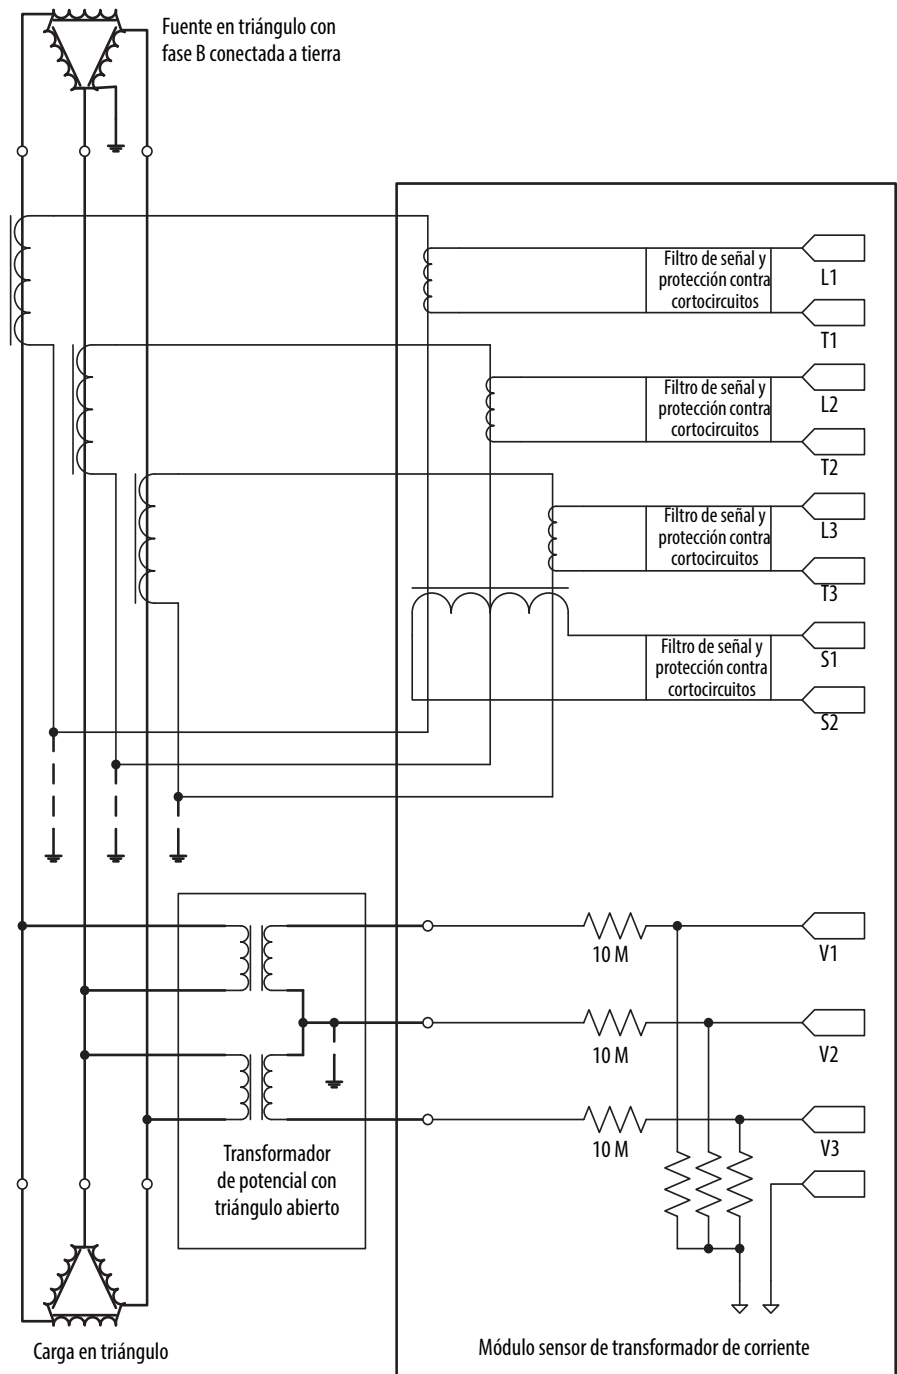 Fuente en triángulo con
fase B conectada a tierra
Filtro de señal y
protección contra
cortocircuitos
L1
T1
Filtro de señal y
protección contra
cortocircuitos
L2
T2
Filtro de señal y
protección contra
cortocircuitos
L3
T3
Filtro de señal y
protección contra
cortocircuitos
S1
S2
10 M
V1
10 M
V2
10 M
V3
Transformador
de potencial con
triángulo abierto
Carga en triángulo
Módulo sensor de transformador de corriente